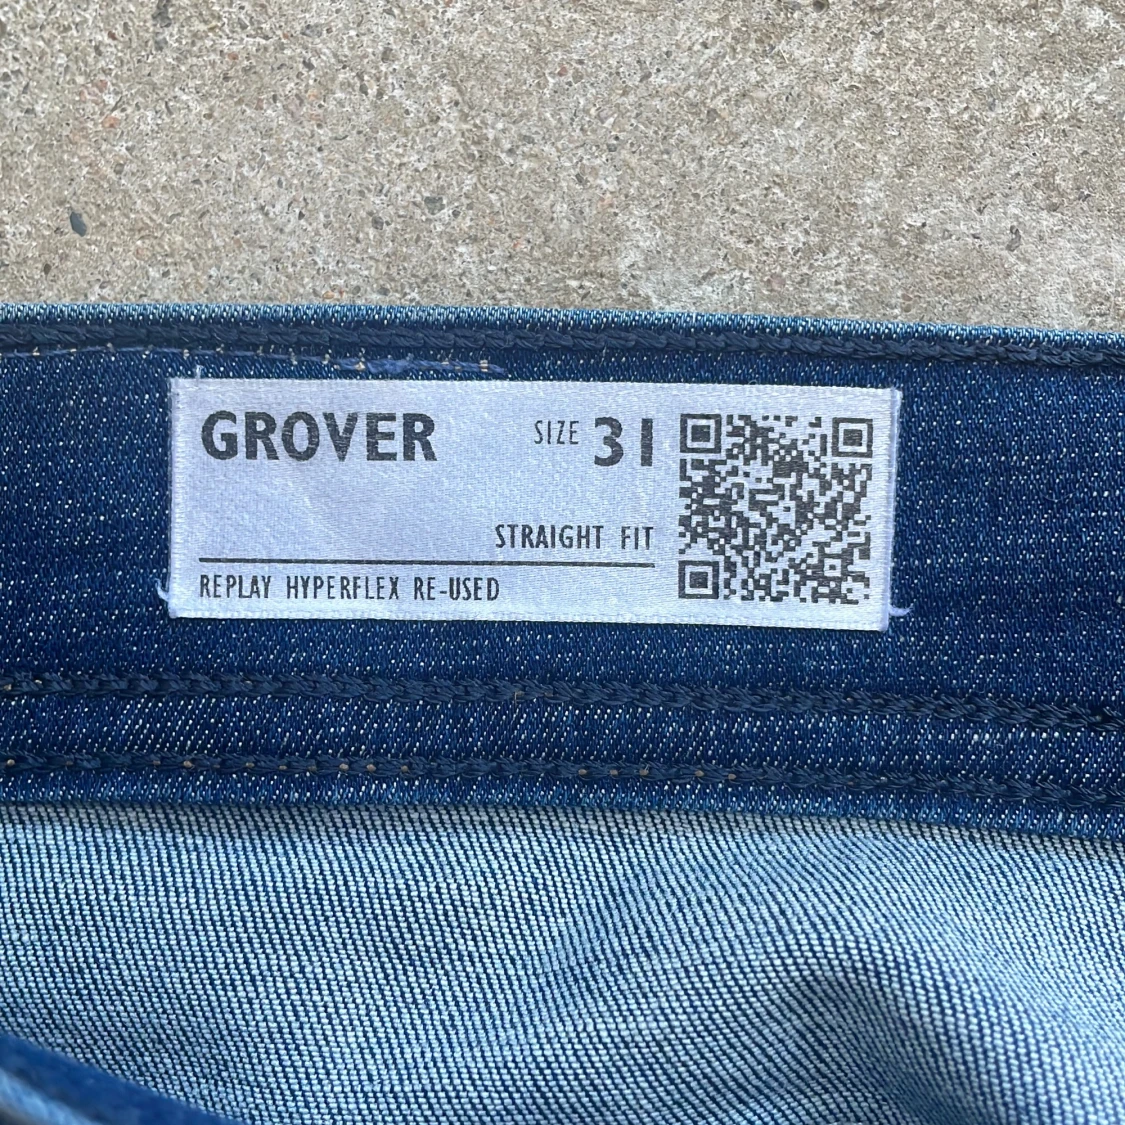 GROVER
SIZE 31
STRAIGHT FIT
REPLAY HYPERFLEX RE-USED